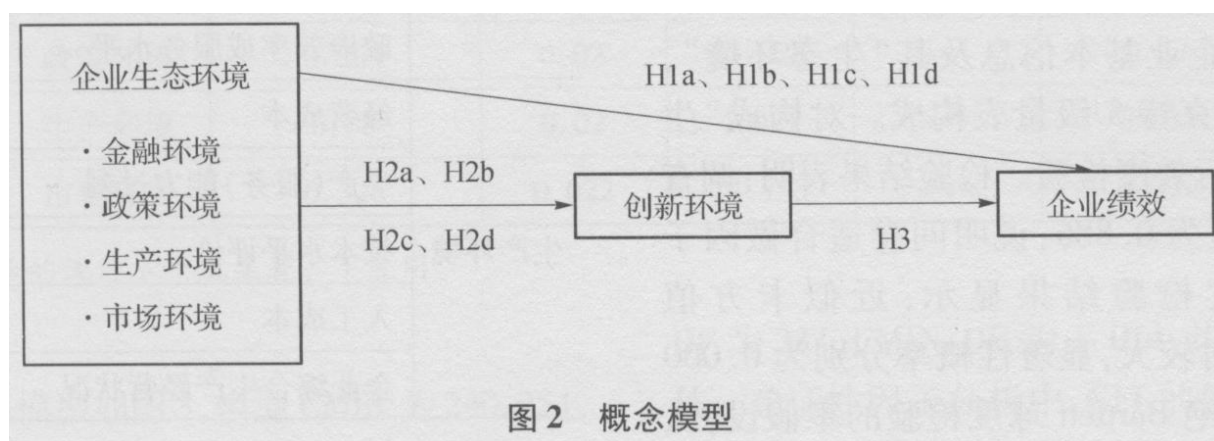 企业生态环境
·金融环境
·政策环境
·生产环境
·市场环境
H1a、H1b、H1c、H1d
H2a、H2b
H2c、H2d
创新环境
H3
企业绩效
图2 概念模型